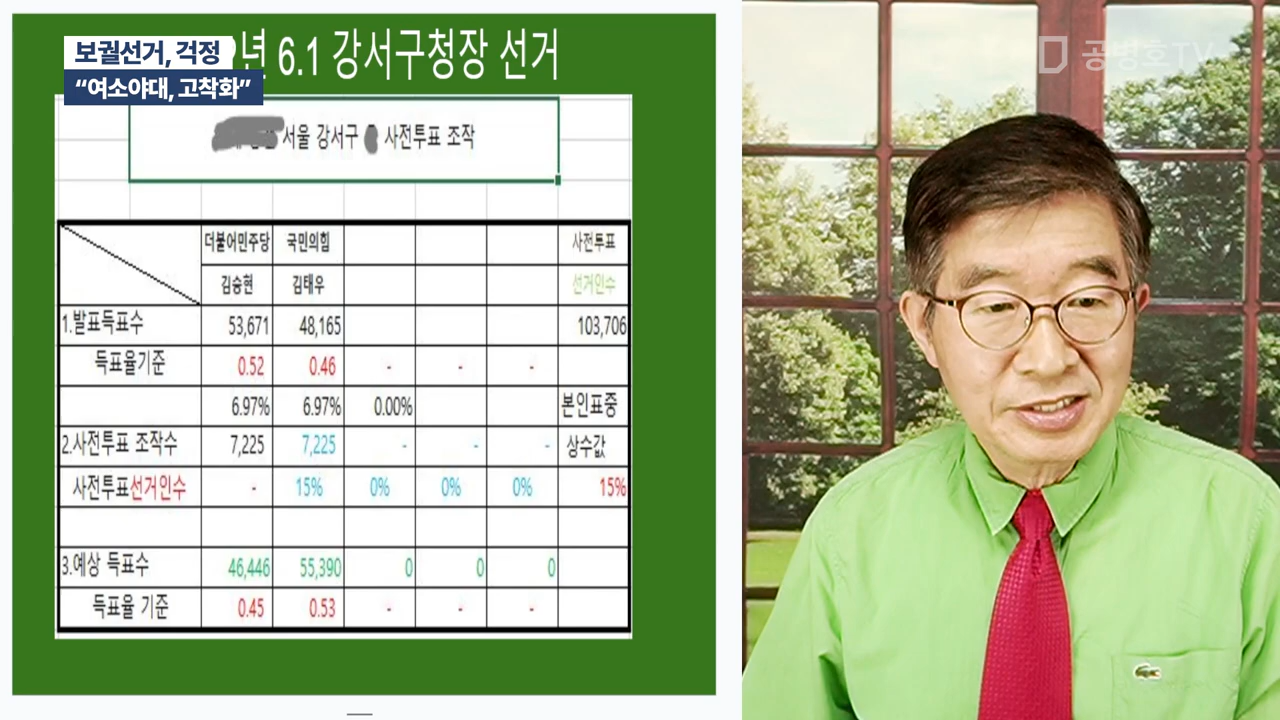 보궐선거, 걱정
“여소야대, 고착화”
년 6.1 강서구청장 선거
공병호TV
서울 강서구 사전투표 조작
더불어민주당 국민의힘 사전투표
김승현 김태우 선거인수
1.발표득표수 53,671 48,165 103,706
득표율기준 0.52 0.46 - - -
6.97% 6.97% 0.00% 본인표중
2.사전투표 조작수 7,225 7,225 - - - 상수값
사전투표선거인수 - 15% 0% 0% 0% 15%
3.예상 득표수 46,446 55,390 0 0 0
득표율 기준 0.45 0.53 - - -